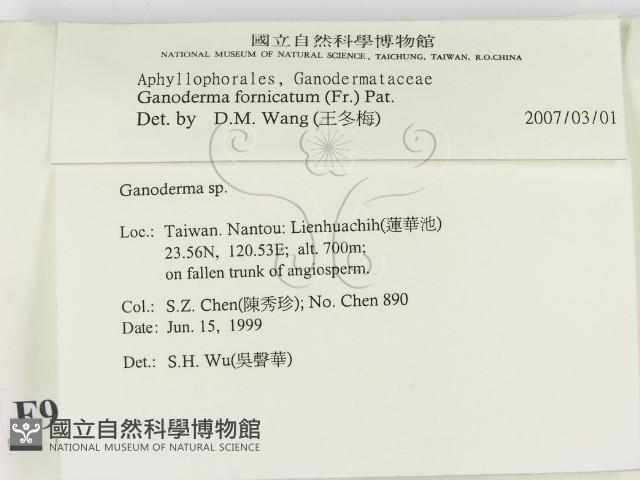 國立自然科學博物館
NATIONAL MUSEUM OF NATURAL SCIENCE, TAICHUNG, TAIWAN, R.O.CHINA
Aphyllophorales, Ganodermataceae
Ganoderma fornicatum (Fr.) Pat.
Det. by D.M. Wang (王冬梅) 2007/03/01
Ganoderma sp.
Loc.: Taiwan. Nantou: Lienhuachih(蓮華池)
23.56N, 120.53E; alt. 700m;
on fallen trunk of angiosperm.
Col.: S.Z. Chen(陳秀珍); No. Chen 890
Date: Jun. 15, 1999
Det.: S.H. Wu(吳聲華)
F9
國立自然科學博物館
NATIONAL MUSEUM OF NATURAL SCIENCE